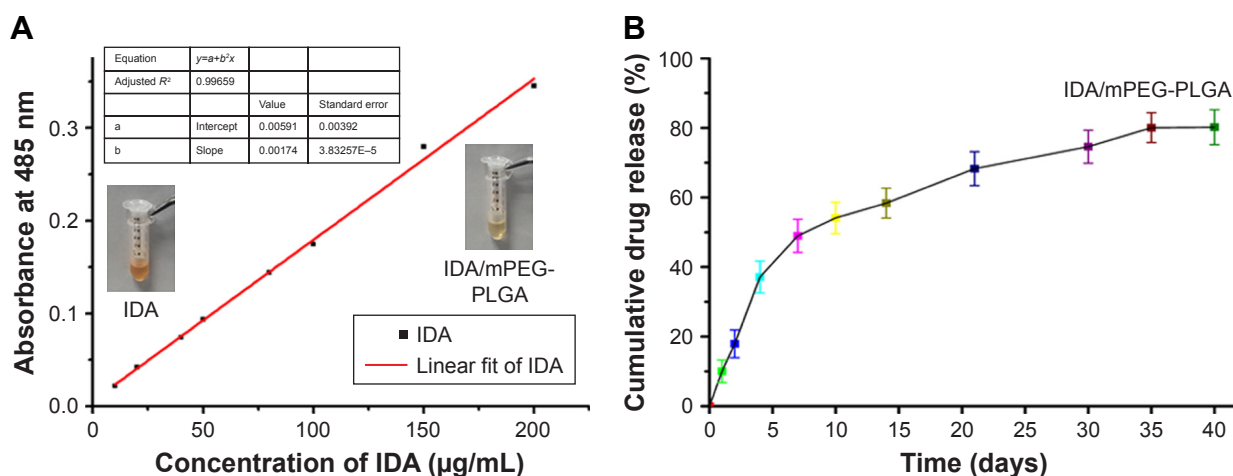 A
Equation y=a+b²x
Adjusted R² 0.99659
Value Standard error
a Intercept 0.00591 0.00392
b Slope 0.00174 3.83257E–5
0.3
0.2
0.1
0.0
Absorbance at 485 nm
IDA
IDA/mPEG-
PLGA
IDA
Linear fit of IDA
0 50 100 150 200
Concentration of IDA (µg/mL)
B
100
80
60
40
20
0
Cumulative drug release (%)
IDA/mPEG-PLGA
0 5 10 15 20 25 30 35 40
Time (days)